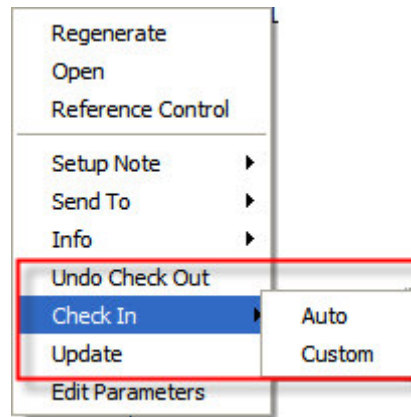 Regenerate
Open
Reference Control
Setup Note
Send To
Info
Undo Check Out
Check In
Auto
Update
Custom
Edit Parameters